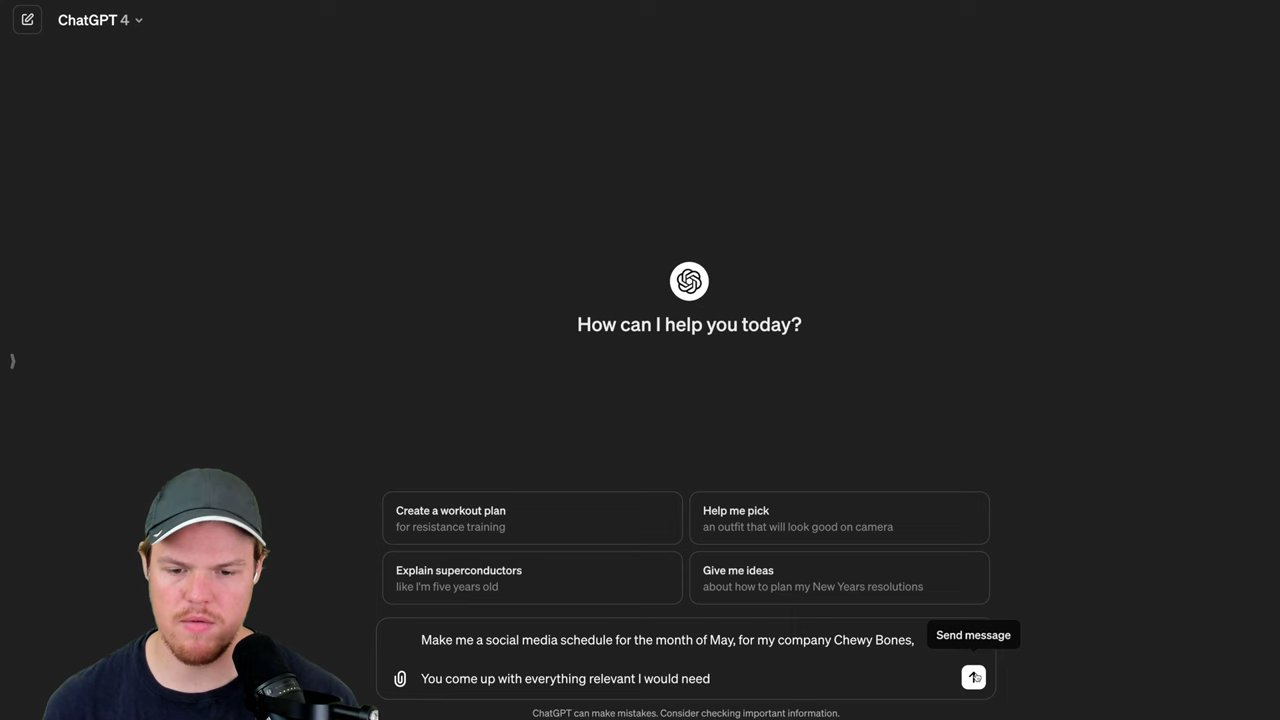 ChatGPT 4
How can I help you today?
Create a workout plan
for resistance training
Help me pick
an outfit that will look good on camera
Explain superconductors
like I'm five years old
Give me ideas
about how to plan my New Years resolutions
Make me a social media schedule for the month of May, for my company Chewy Bones,
Send message
You come up with everything relevant I would need
ChatGPT can make mistakes. Consider checking important information.